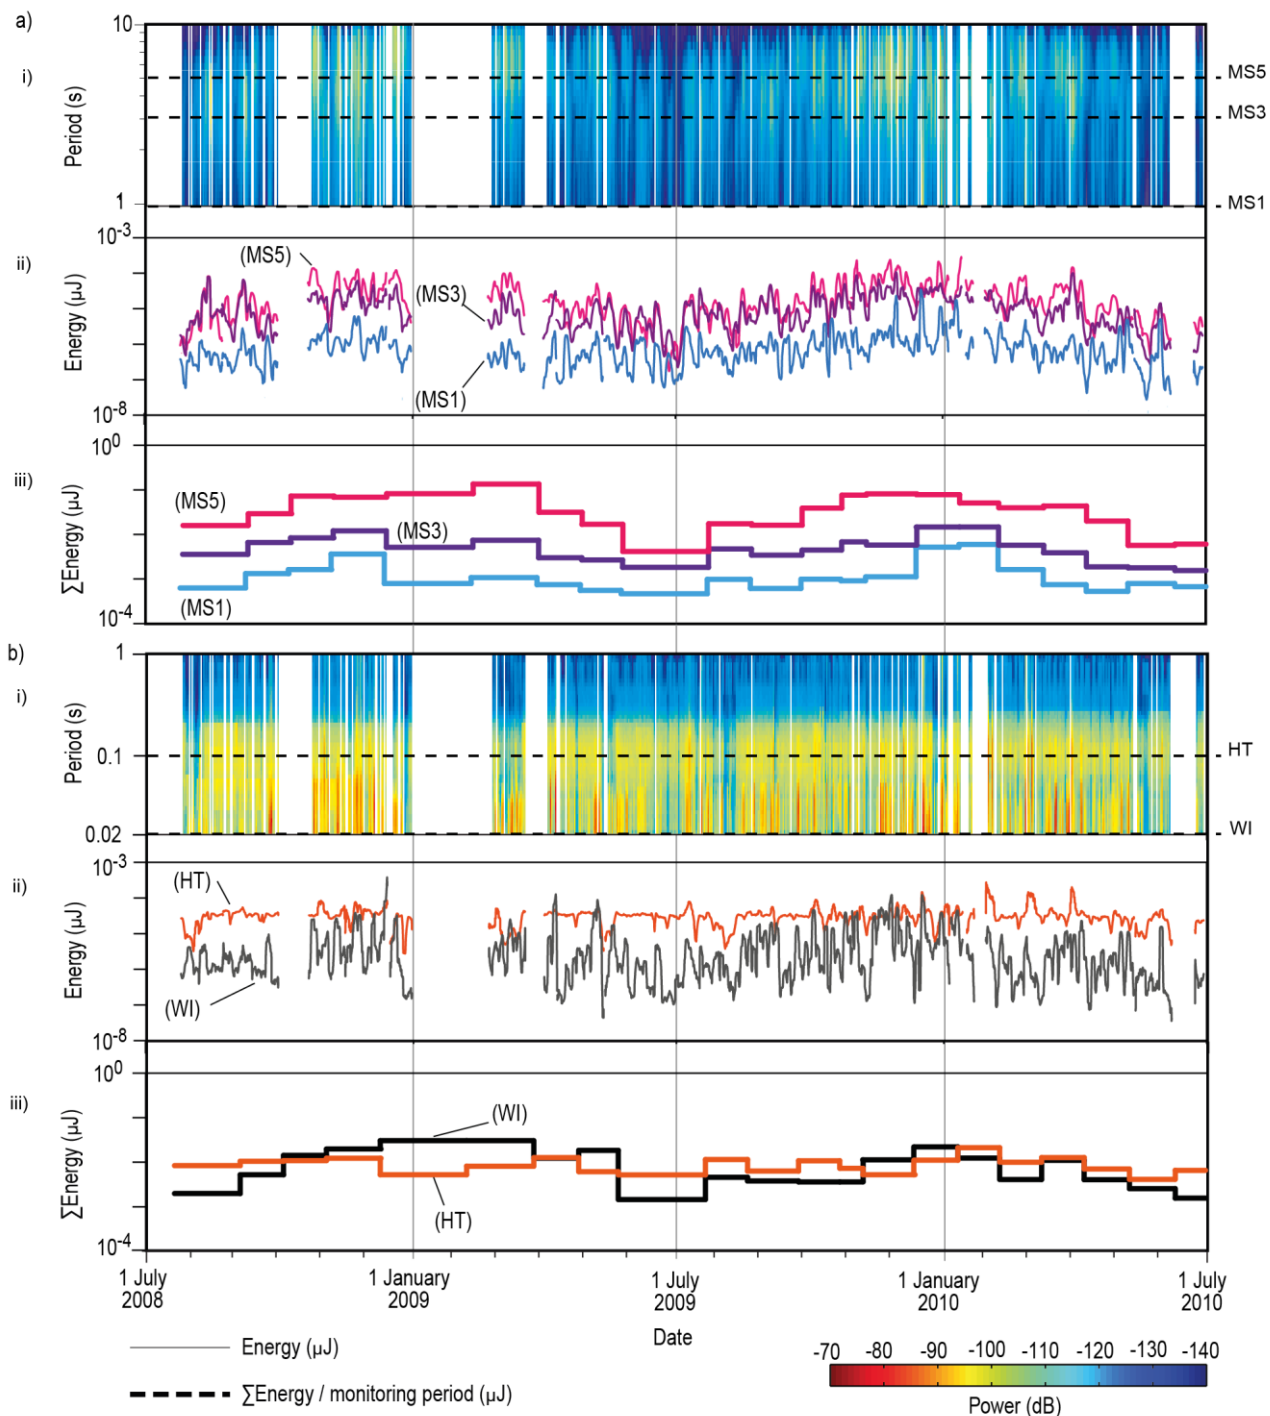 a)
i)
Period (s)
10
1
MS5
MS3
MS1
ii)
Energy (µJ)
10-3
10-8
(MS5)
(MS3)
(MS1)
iii)
∑Energy (µJ)
100
10-4
(MS5)
(MS3)
(MS1)
b)
i)
Period (s)
1
0.1
0.02
HT
WI
ii)
Energy (µJ)
10-3
10-8
(HT)
(WI)
iii)
∑Energy (µJ)
100
10-4
(WI)
(HT)
1 July
2008
1 January
2009
1 July
2009
1 January
2010
1 July
2010
Date
Energy (µJ)
∑Energy / monitoring period (µJ)
-70 -80 -90 -100 -110 -120 -130 -140
Power (dB)